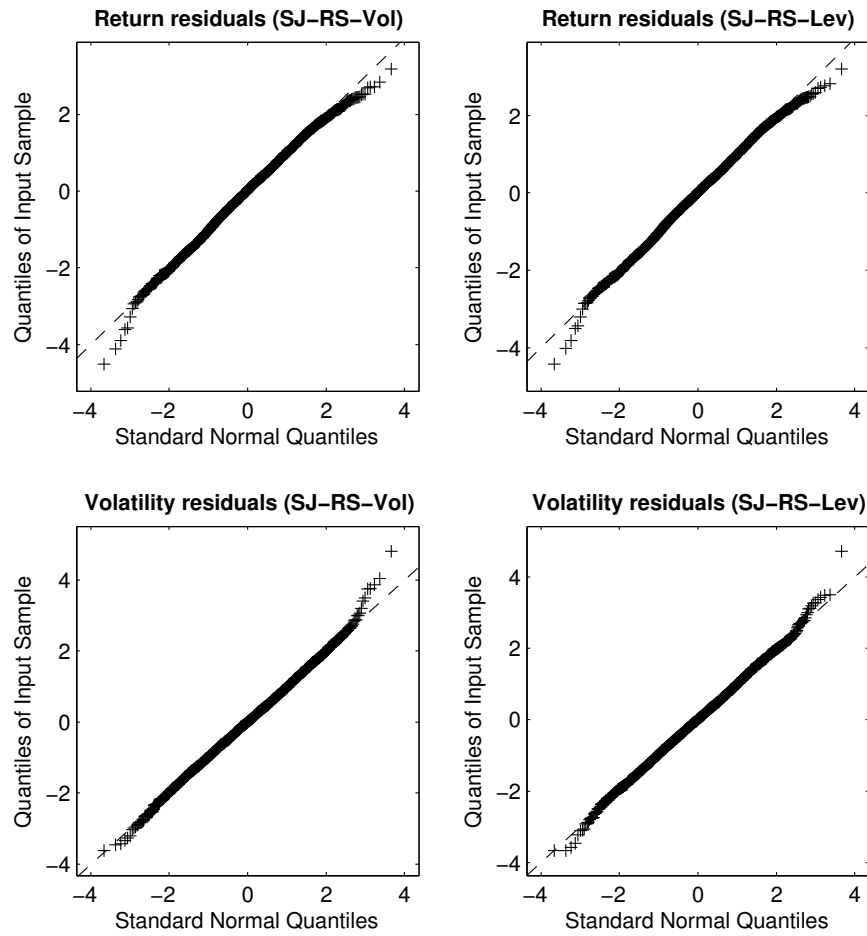 Return residuals (SJ−RS−Vol)
Quantiles of Input Sample
2
0
−2
−4
−4 −2 0 2 4
Standard Normal Quantiles
Return residuals (SJ−RS−Lev)
Quantiles of Input Sample
2
0
−2
−4
−4 −2 0 2 4
Standard Normal Quantiles
Volatility residuals (SJ−RS−Vol)
Quantiles of Input Sample
4
2
0
−2
−4
−4 −2 0 2 4
Standard Normal Quantiles
Volatility residuals (SJ−RS−Lev)
Quantiles of Input Sample
4
2
0
−2
−4
−4 −2 0 2 4
Standard Normal Quantiles